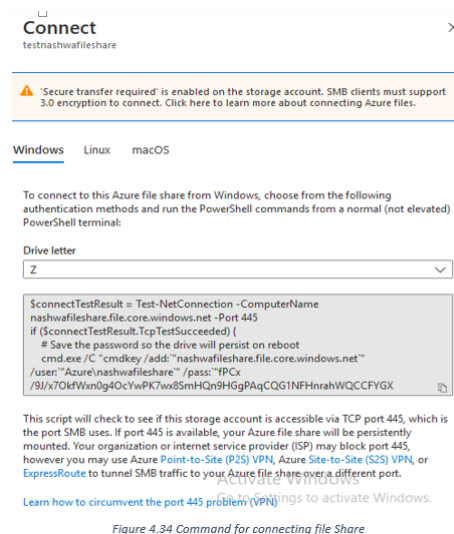 Connect
testnashwafileshare
'Secure transfer required' is enabled on the storage account. SMB clients must support
3.0 encryption to connect. Click here to learn more about connecting Azure files.
Windows Linux macOS
To connect to this Azure file share from Windows, choose from the following
authentication methods and run the PowerShell commands from a normal (not elevated)
PowerShell terminal:
Drive letter
Z
$connectTestResult = Test-NetConnection -ComputerName
nashwafileshare.file.core.windows.net -Port 445
if ($connectTestResult.TcpTestSucceeded) {
# Save the password so the drive will persist on reboot
cmd.exe /C "cmdkey /add:`"nashwafileshare.file.core.windows.net`"
/user:`"Azure\nashwafileshare`" /pass:`"fPCx
/9J/x7OkfWxn0g4OcYwPK7wx8SmHQn9HGgPAqCQG1NFHnrahWQCCFYGX
This script will check to see if this storage account is accessible via TCP port 445, which is
the port SMB uses. If port 445 is available, your Azure file share will be persistently
mounted. Your organization or internet service provider (ISP) may block port 445,
however you may use Azure Point-to-Site (P2S) VPN, Azure Site-to-Site (S2S) VPN, or
ExpressRoute to tunnel SMB traffic to your Azure file share over a different port.
Activate Windows
Learn how to circumvent the port 445 problem (VPN)
Go to Settings to activate Windows.
Figure 4.34 Command for connecting file Share